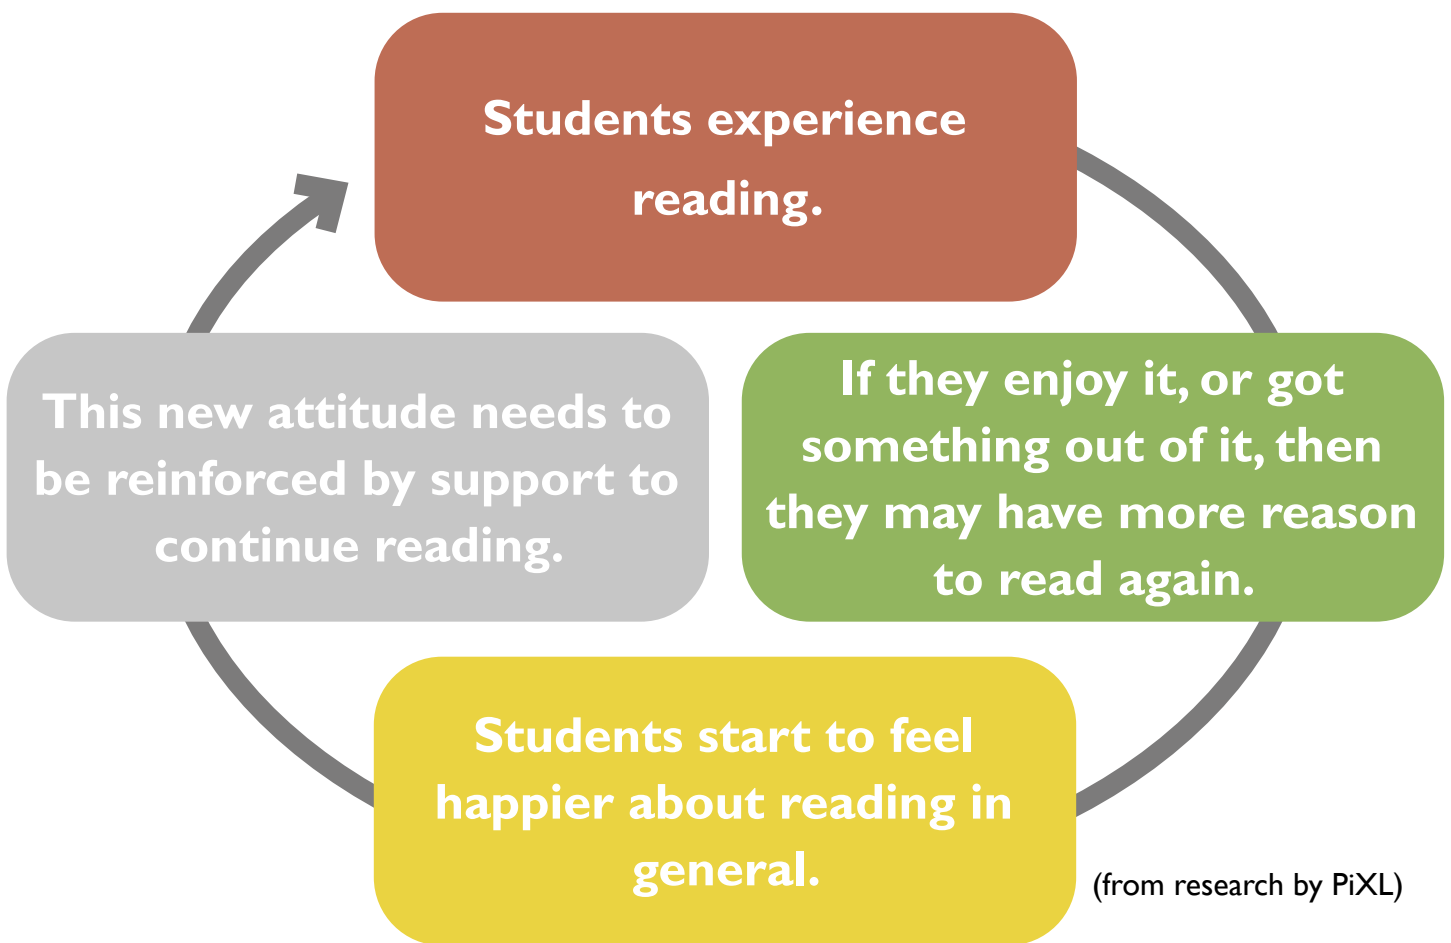 Students experience
reading.
If they enjoy it, or got
something out of it, then
they may have more reason
to read again.
Students start to feel
happier about reading in
general.
This new attitude needs to
be reinforced by support to
continue reading.
(from research by PiXL)